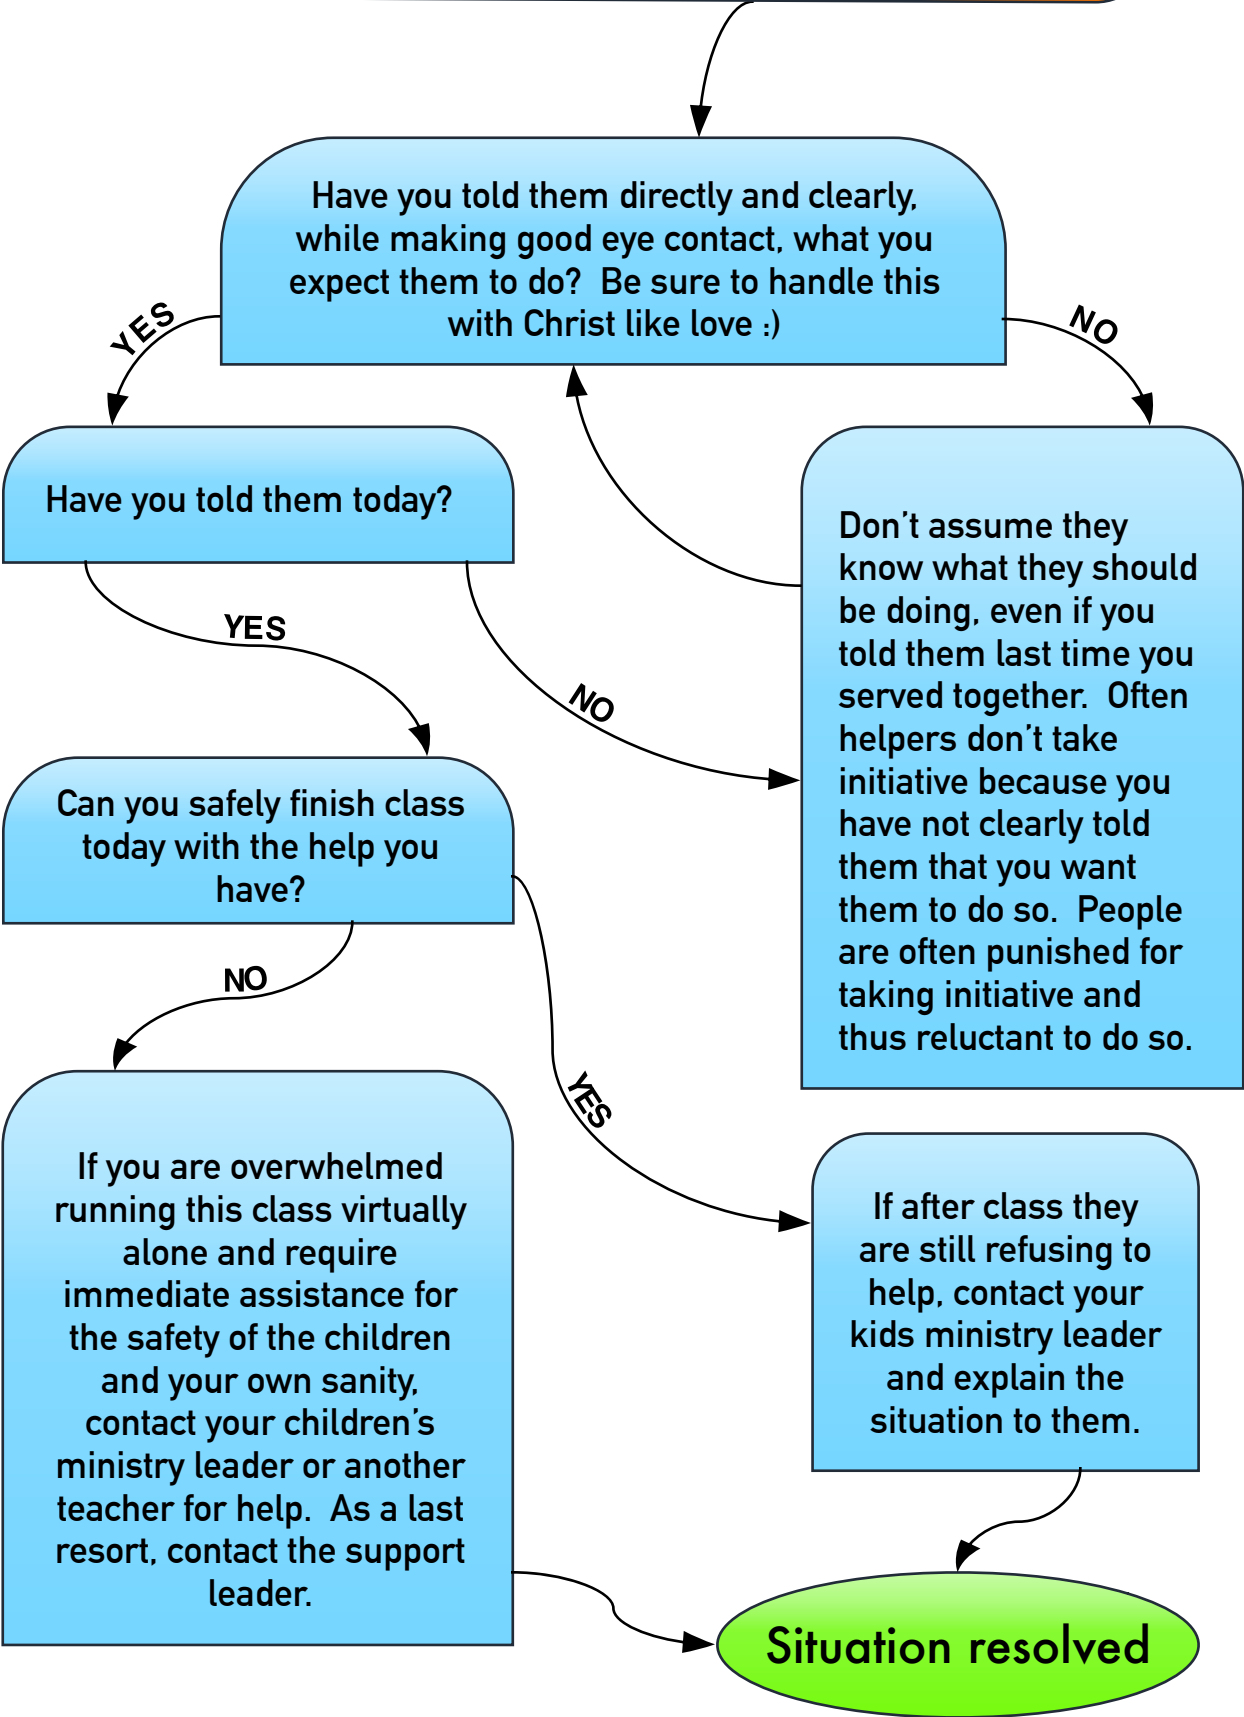 Have you told them directly and clearly,
while making good eye contact, what you
expect them to do?  Be sure to handle this
with Christ like love :)
YES
NO
Have you told them today?
Don’t assume they
know what they should
be doing, even if you
told them last time you
served together.  Often
helpers don’t take
initiative because you
have not clearly told
them that you want
them to do so.  People
are often punished for
taking initiative and
thus reluctant to do so.
YES
NO
Can you safely finish class
today with the help you
have?
NO
YES
If you are overwhelmed
running this class virtually
alone and require
immediate assistance for
the safety of the children
and your own sanity,
contact your children’s
ministry leader or another
teacher for help.  As a last
resort, contact the support
leader.
If after class they
are still refusing to
help, contact your
kids ministry leader
and explain the
situation to them.
Situation resolved